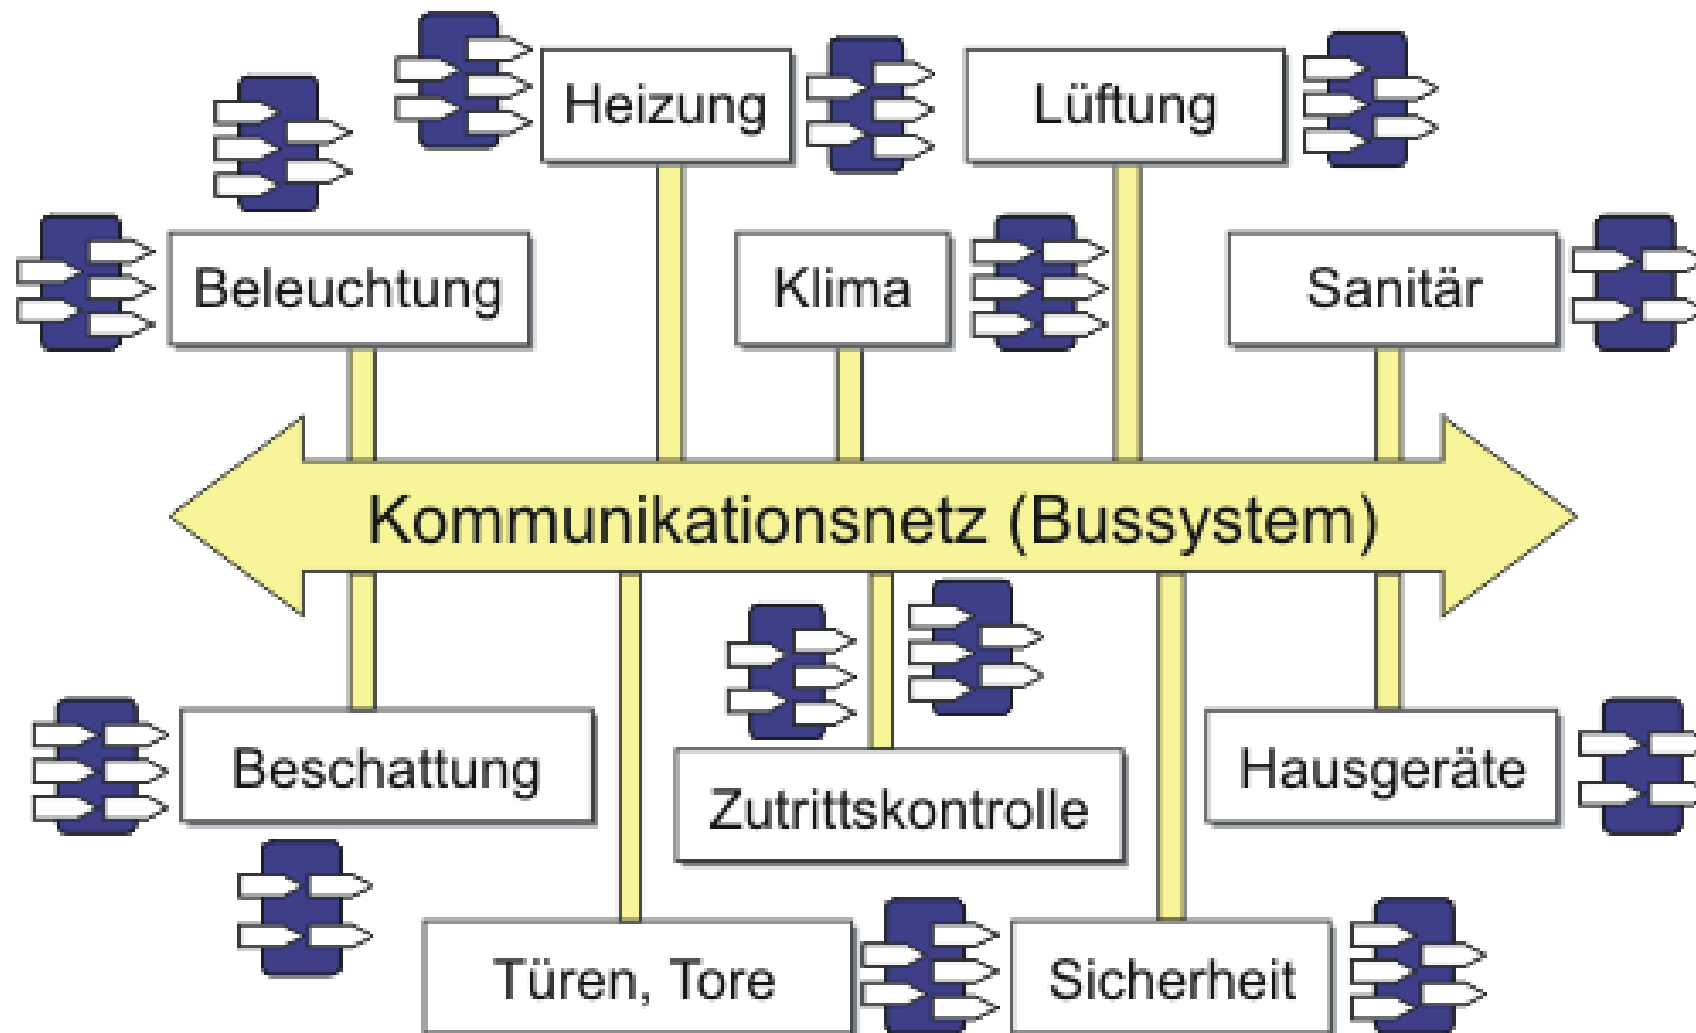 Heizung
Lüftung
Beleuchtung
Klima
Sanitär
Kommunikationsnetz (Bussystem)
Beschattung
Zutrittskontrolle
Hausgeräte
Türen, Tore
Sicherheit